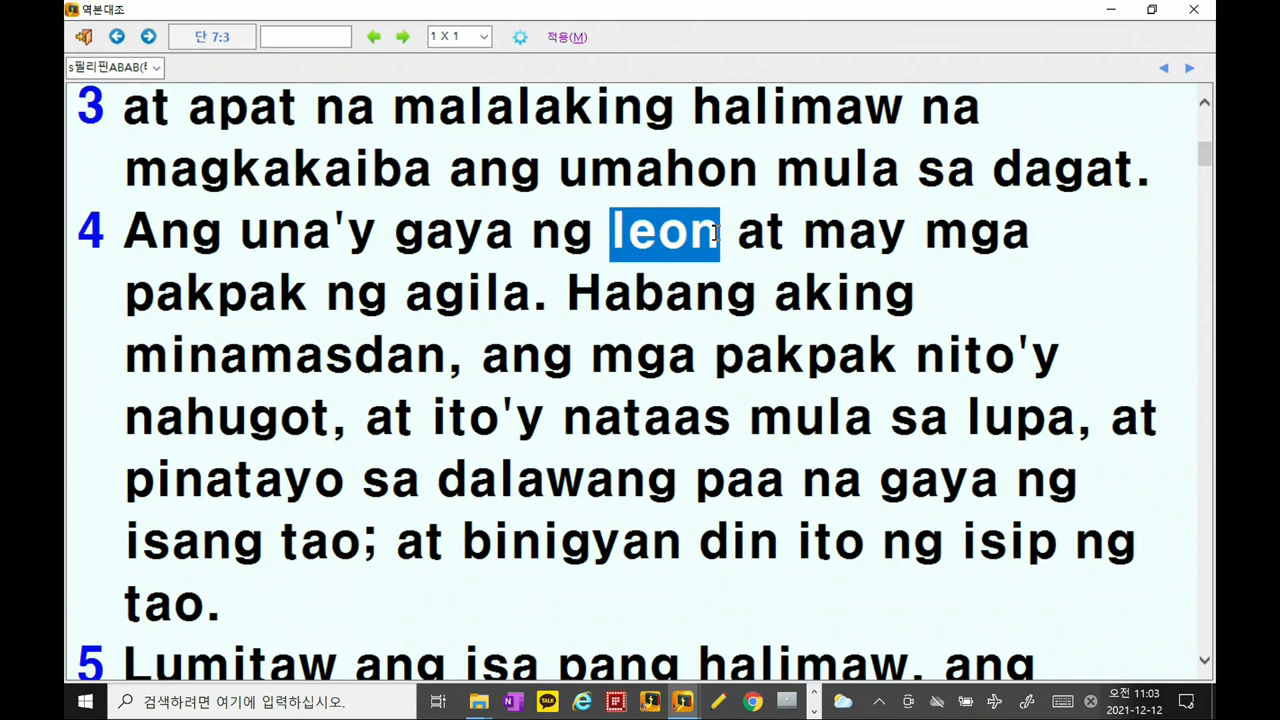 역본대조
단 7:3
1 X 1
적용(M)
s필리핀ABAB(E
3 at apat na malalaking halimaw na
magkakaiba ang umahon mula sa dagat.
4 Ang una'y gaya ng leon at may mga
pakpak ng agila. Habang aking
minamasdan, ang mga pakpak nito'y
nahugot, at ito'y nataas mula sa lupa, at
pinatayo sa dalawang paa na gaya ng
isang tao; at binigyan din ito ng isip ng
tao.
5 Lumitaw ang isa pang halimaw, ang
검색하려면 여기에 입력하십시오.
TALK
오전 11:03
2021-12-12